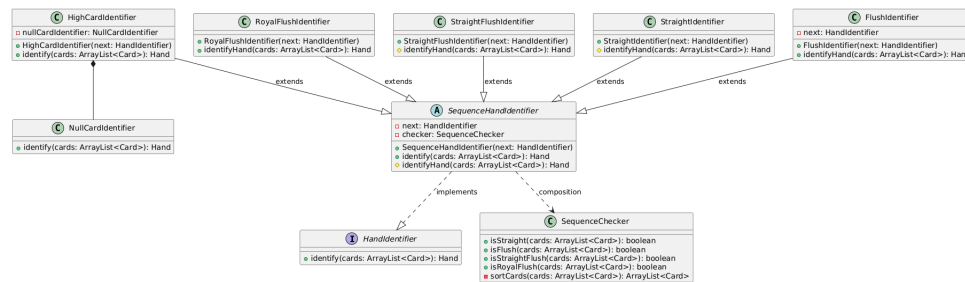 C HighCardIdentifier
nullCardIdentifier: NullCardIdentifier
HighCardIdentifier(next: HandIdentifier)
identify(cards: ArrayList<Card>): Hand
C RoyalFlushIdentifier
RoyalFlushIdentifier(next: HandIdentifier)
identifyHand(cards: ArrayList<Card>): Hand
C StraightFlushIdentifier
StraightFlushIdentifier(next: HandIdentifier)
identifyHand(cards: ArrayList<Card>): Hand
C StraightIdentifier
StraightIdentifier(next: HandIdentifier)
identifyHand(cards: ArrayList<Card>): Hand
C FlushIdentifier
next: HandIdentifier
FlushIdentifier(next: HandIdentifier)
identifyHand(cards: ArrayList<Card>): Han
extends
extends
extends
extends
extends
C NullCardIdentifier
identify(cards: ArrayList<Card>): Hand
A SequenceHandIdentifier
next: HandIdentifier
checker: SequenceChecker
SequenceHandIdentifier(next: HandIdentifier)
identify(cards: ArrayList<Card>): Hand
identifyHand(cards: ArrayList<Card>): Hand
implements
composition
I HandIdentifier
identify(cards: ArrayList<Card>): Hand
C SequenceChecker
isStraight(cards: ArrayList<Card>): boolean
isFlush(cards: ArrayList<Card>): boolean
isStraightFlush(cards: ArrayList<Card>): boolean
isRoyalFlush(cards: ArrayList<Card>): boolean
sortCards(cards: ArrayList<Card>): ArrayList<Card>